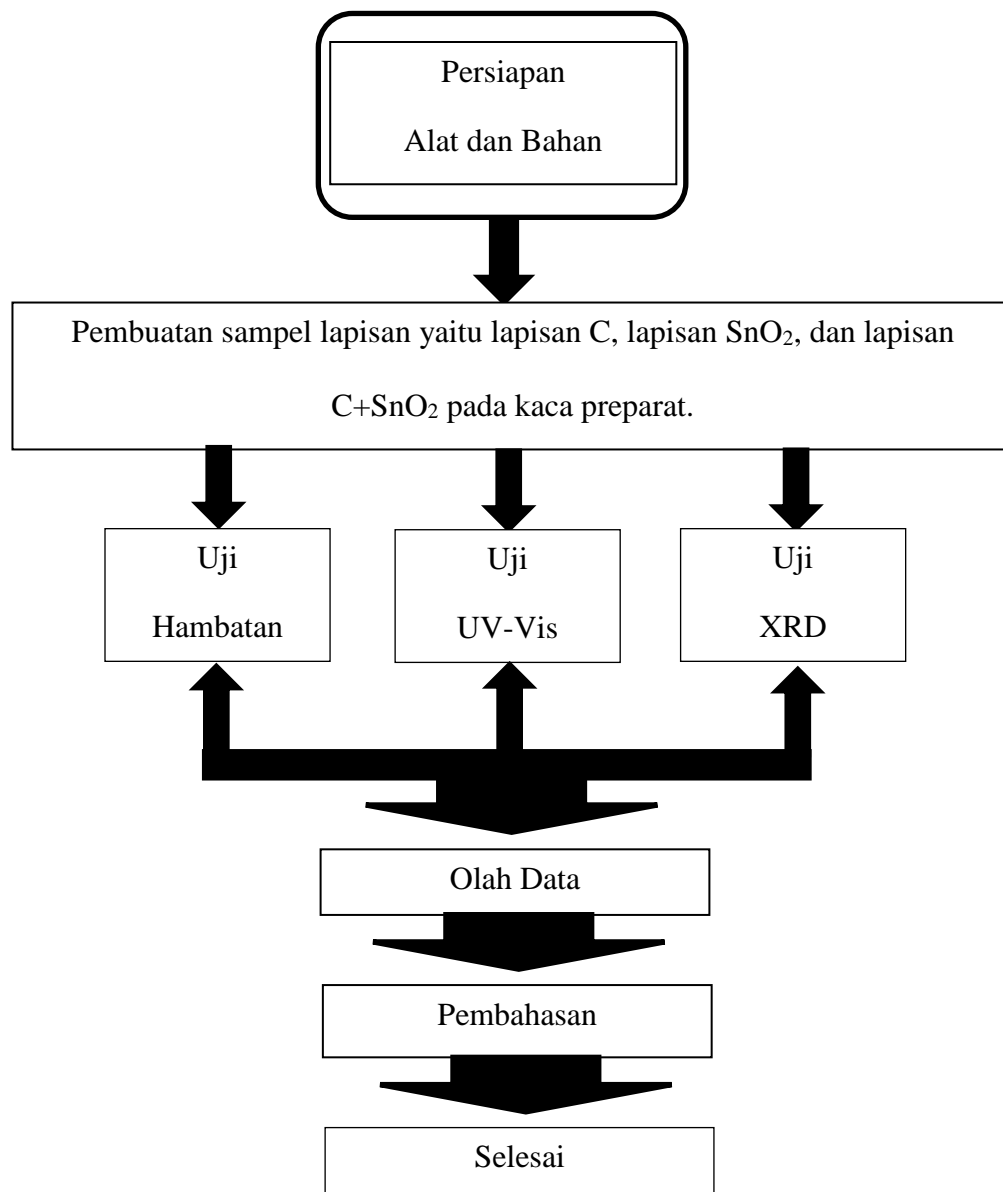 Persiapan
Alat dan Bahan
Pembuatan sampel lapisan yaitu lapisan C, lapisan SnO₂, dan lapisan
C+SnO₂ pada kaca preparat.
Uji
Hambatan
Uji
UV-Vis
Uji
XRD
Olah Data
Pembahasan
Selesai